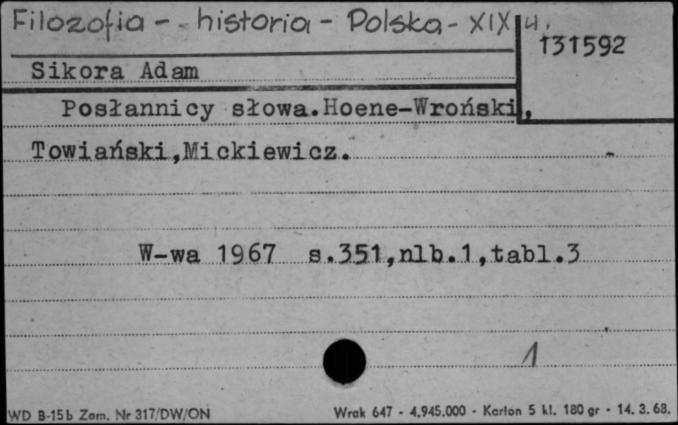 Filozofia - historia - Polska - XIX w.
131592
Sikora Adam
Posłannicy słowa.Hoene-Wroński,
Towiański,Mickiewicz.
W-wa 1967 s.351,nlb.1,tabl.3
1
WD B-15b Zam. Nr 317/DW/ON
Wrak 647 - 4.945.000 - Karton 5 kl. 180 gr - 14. 3. 68.